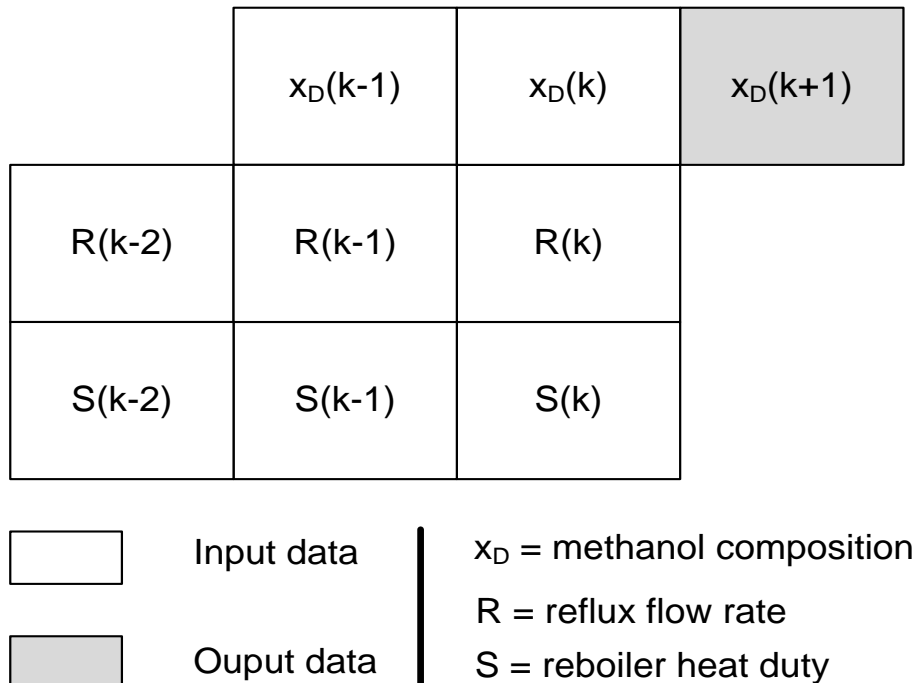 x_D(k-1) x_D(k) x_D(k+1)
R(k-2) R(k-1) R(k)
S(k-2) S(k-1) S(k)
Input data
Ouput data
x_D = methanol composition
R = reflux flow rate
S = reboiler heat duty